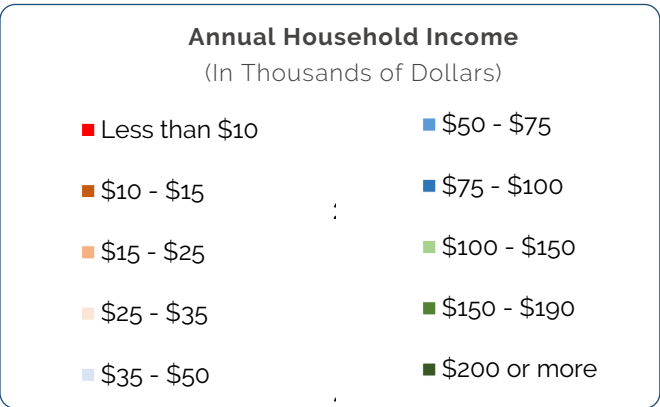 Annual Household Income
(In Thousands of Dollars)
Less than $10
$10 - $15
$15 - $25
$25 - $35
$35 - $50
$50 - $75
$75 - $100
$100 - $150
$150 - $190
$200 or more